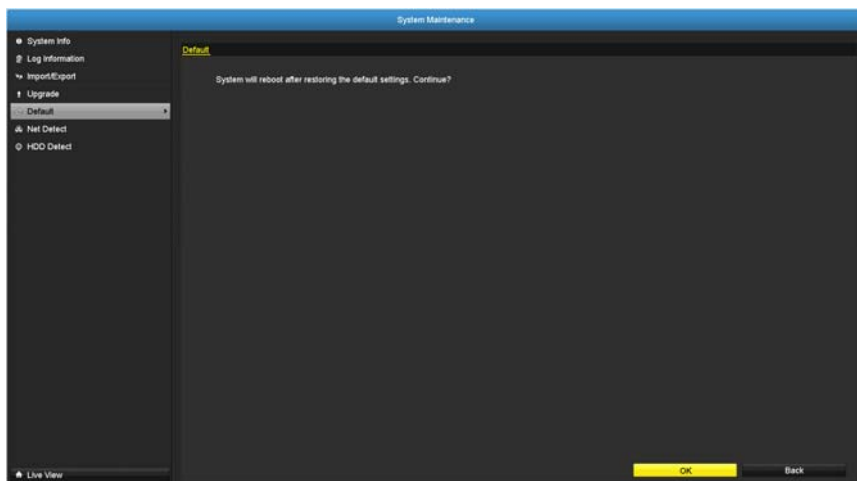 System Maintenance
System Info
Log Information
Import/Export
Upgrade
Default
Net Detect
HDD Detect
Live View
Default
System will reboot after restoring the default settings. Continue?
OK
Back